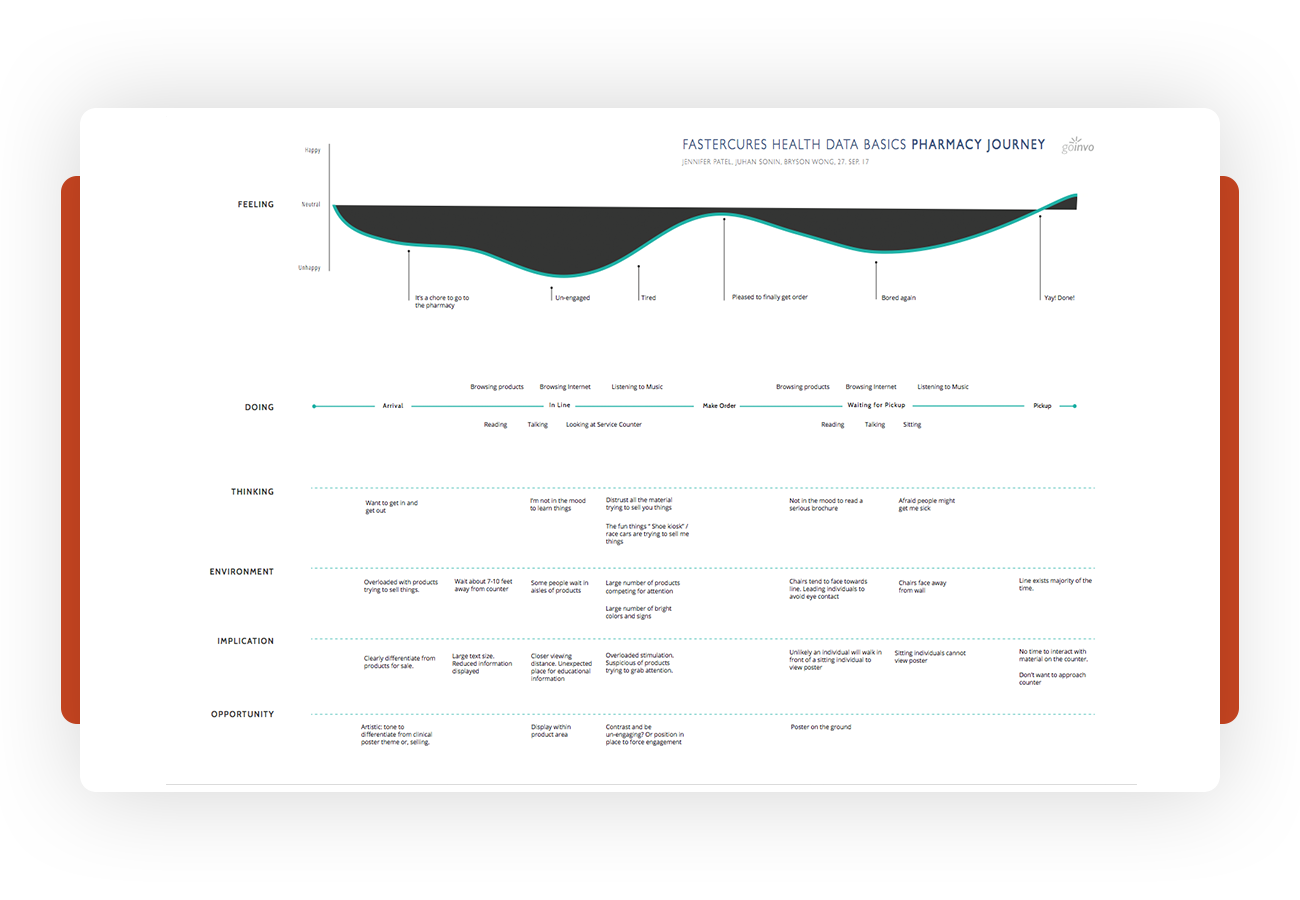 FASTERCURES HEALTH DATA BASICS PHARMACY JOURNEY
goinvo
JENNIFER PATEL, JUHAN SONIN, BRYSON WONG, 27. SEP. 17
FEELING
Happy
Neutral
Unhappy
It's a chore to go to
the pharmacy
Un-engaged
Tired
Pleased to finally get order
Bored again
Yay! Done!
DOING
Browsing products
Browsing Internet
Listening to Music
Browsing products
Browsing Internet
Listening to Music
Arrival
In Line
Make Order
Waiting for Pickup
Pickup
Reading
Talking
Looking at Service Counter
Reading
Talking
Sitting
THINKING
Want to get in and
get out
I'm not in the mood
to learn things
Distrust all the material
trying to sell you things
The fun things " Shoe kiosk" /
race cars are trying to sell me
things
Not in the mood to read a
serious brochure
Afraid people might
get me sick
ENVIRONMENT
Overloaded with products
trying to sell things.
Wait about 7-10 feet
away from counter
Some people wait in
aisles of products
Large number of products
competing for attention
Large number of bright
colors and signs
Chairs tend to face towards
line. Leading individuals to
avoid eye contact
Chairs face away
from wall
Line exists majority of the
time.
IMPLICATION
Clearly differentiate from
products for sale.
Large text size.
Reduced information
displayed
Closer viewing
distance. Unexpected
place for educational
information
Overloaded stimulation.
Suspicious of products
trying to grab attention.
Unlikely an individual will walk in
front of a sitting individual to
view poster
Sitting individuals cannot
view poster
No time to interact with
material on the counter.
Don't want to approach
counter
OPPORTUNITY
Artistic tone to
differentiate from clinical
poster theme or, selling.
Display within
product area
Contrast and be
un-engaging? Or position in
place to force engagement
Poster on the ground